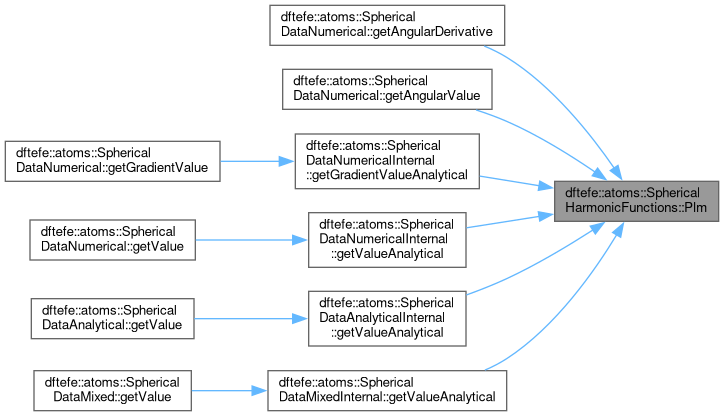 dftefe::atoms::Spherical
DataNumerical::getAngularDerivative
dftefe::atoms::Spherical
DataNumerical::getAngularValue
dftefe::atoms::Spherical
DataNumerical::getGradientValue
dftefe::atoms::Spherical
DataNumericalInternal
::getGradientValueAnalytical
dftefe::atoms::Spherical
HarmonicFunctions::Plm
dftefe::atoms::Spherical
DataNumerical::getValue
dftefe::atoms::Spherical
DataNumericalInternal
::getValueAnalytical
dftefe::atoms::Spherical
DataAnalytical::getValue
dftefe::atoms::Spherical
DataAnalyticalInternal
::getValueAnalytical
dftefe::atoms::Spherical
DataMixed::getValue
dftefe::atoms::Spherical
DataMixedInternal::getValueAnalytical